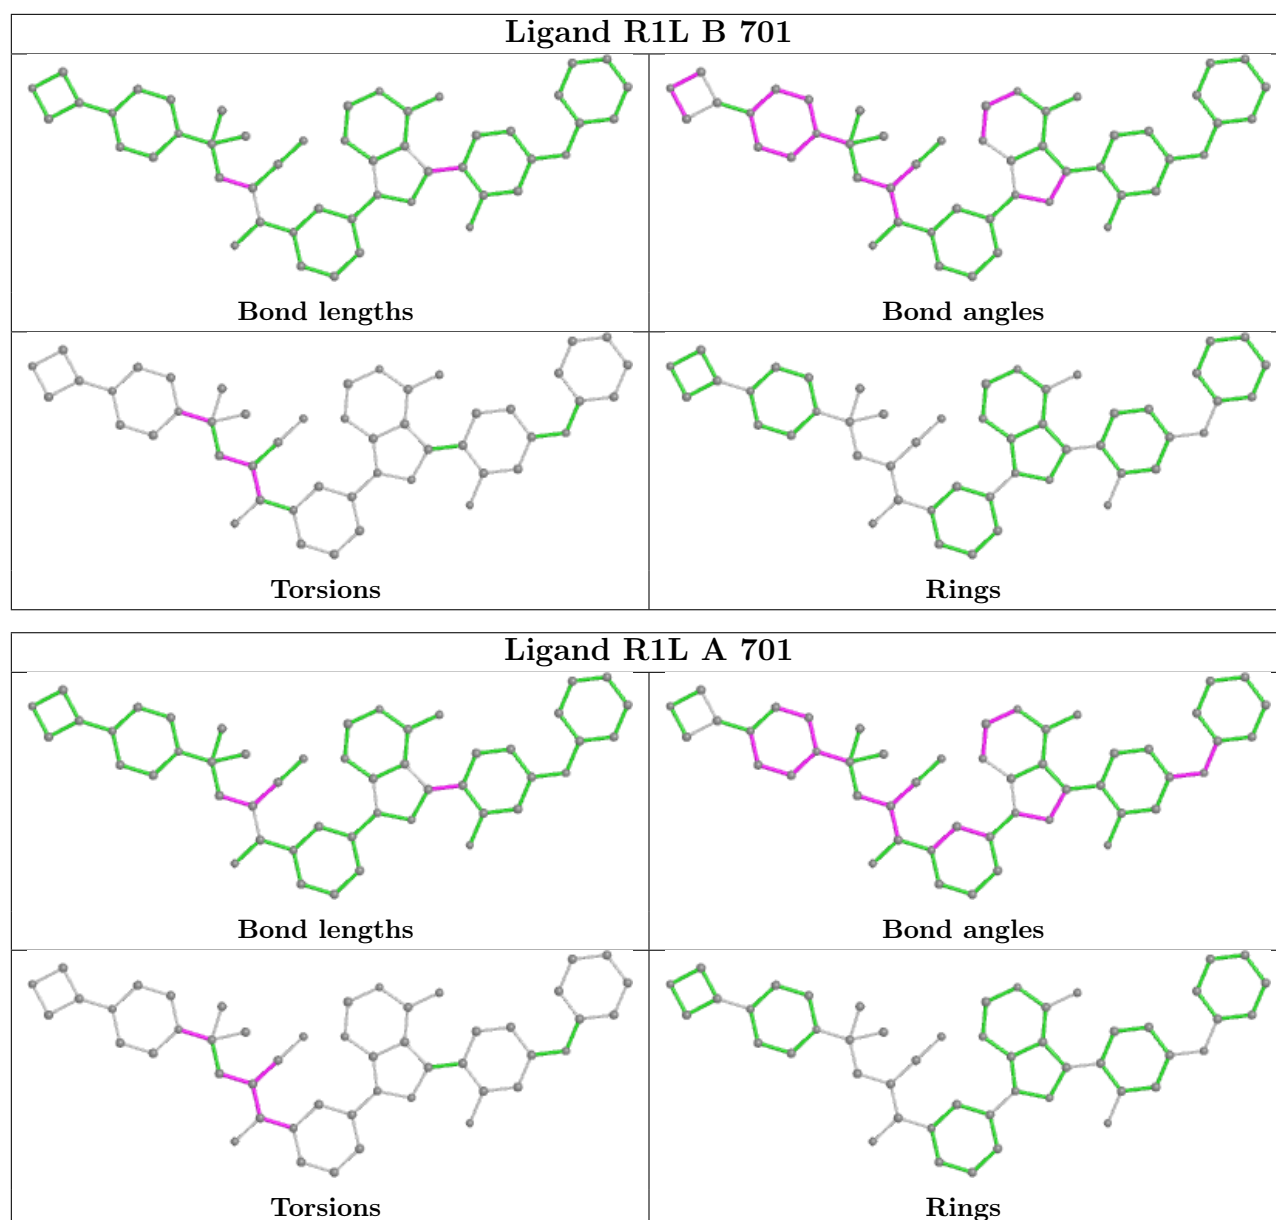 Ligand R1L B 701
Bond lengths
Bond angles
Torsions
Rings
Ligand R1L A 701
Bond lengths
Bond angles
Torsions
Rings